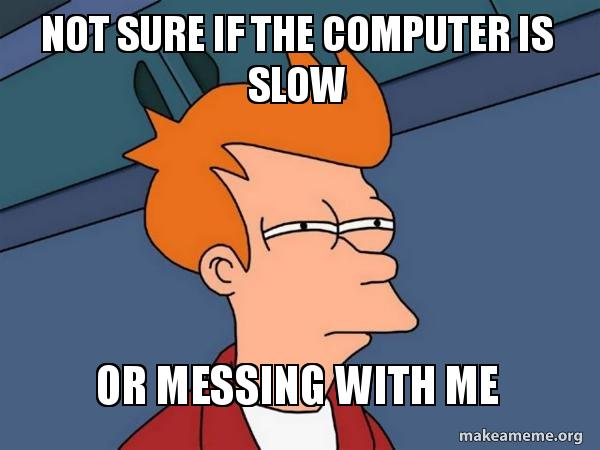 NOT SURE IF THE COMPUTER IS
SLOW
OR MESSING WITH ME
makeameme.org